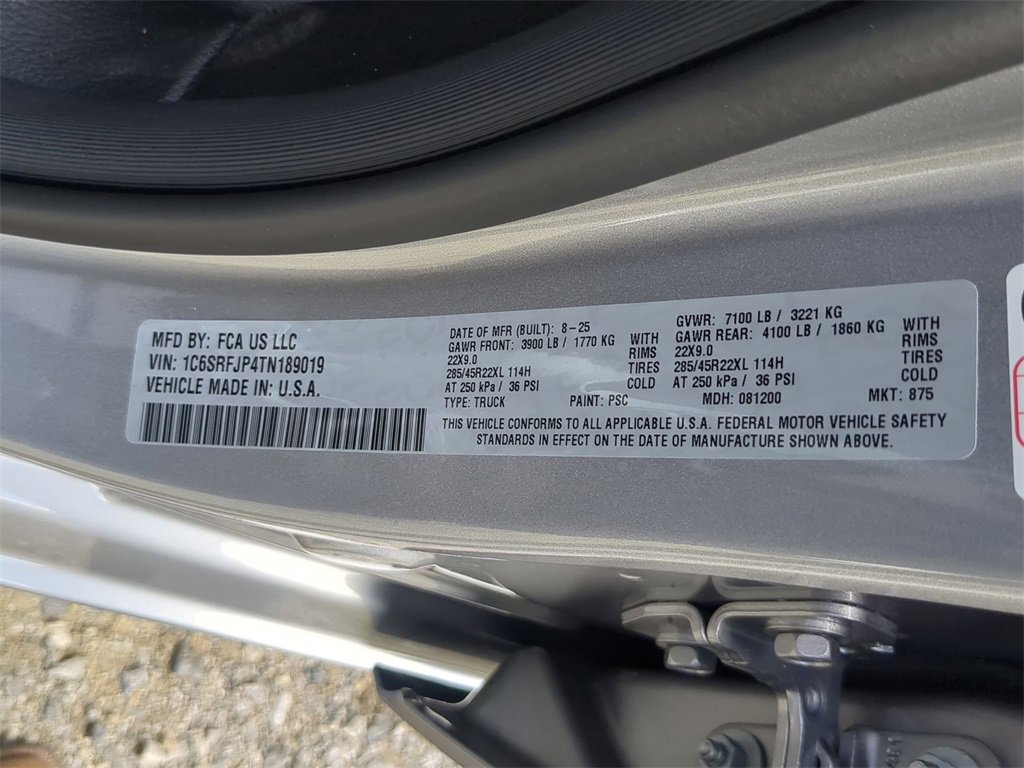 MFD BY: FCA US LLC
VIN: 1C6SRFJP4TN189019
VEHICLE MADE IN: U.S.A.
DATE OF MFR (BUILT): 8-25
GAWR FRONT: 3900 LB / 1770 KG WITH
22X9.0 RIMS
285/45R22XL 114H TIRES
AT 250 kPa / 36 PSI COLD
TYPE: TRUCK PAINT: PSC
GVWR: 7100 LB / 3221 KG
GAWR REAR: 4100 LB / 1860 KG WITH
22X9.0 RIMS
285/45R22XL 114H TIRES
AT 250 kPa / 36 PSI COLD
MDH: 081200 MKT: 875
THIS VEHICLE CONFORMS TO ALL APPLICABLE U.S.A. FEDERAL MOTOR VEHICLE SAFETY
STANDARDS IN EFFECT ON THE DATE OF MANUFACTURE SHOWN ABOVE.